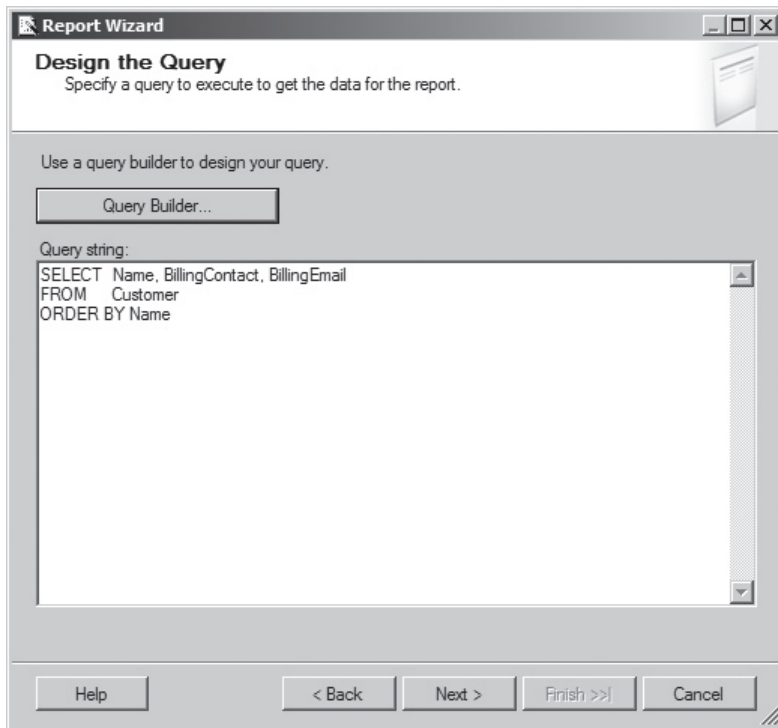 Report Wizard
Design the Query
Specify a query to execute to get the data for the report.
Use a query builder to design your query.
Query Builder...
Query string:
SELECT Name, BillingContact, BillingEmail
FROM Customer
ORDER BY Name
Help
< Back
Next >
Finish >>|
Cancel